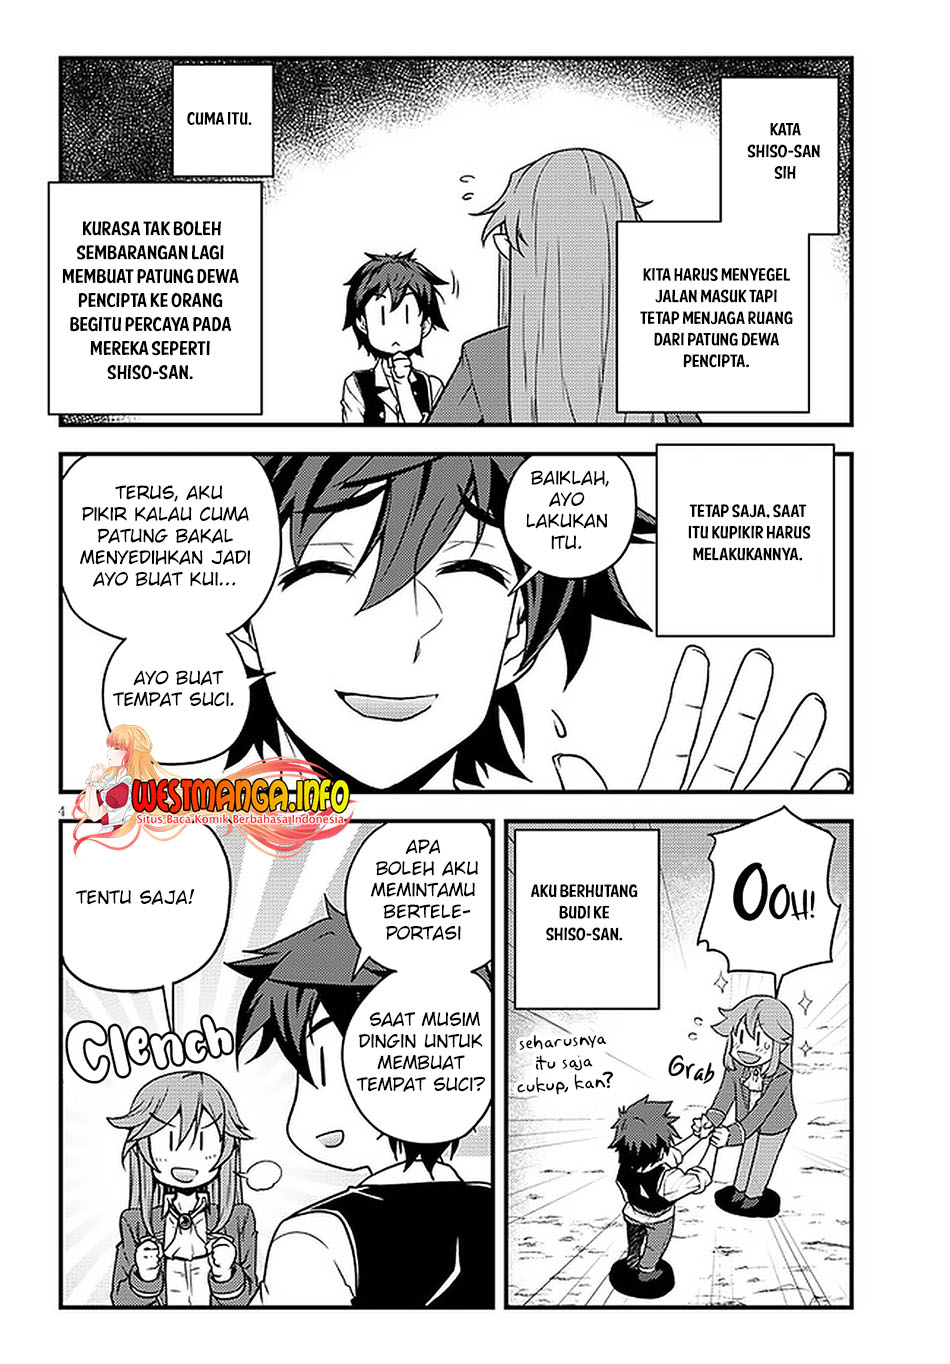 KATA
SHISO-SAN
SIH
KITA HARUS MENYEGEL
JALAN MASUK TAPI
TETAP MENJAGA RUANG
DARI PATUNG DEWA
PENCIPTA.
CUMA ITU.
KURASA TAK BOLEH
SEMBARANGAN LAGI
MEMBUAT PATUNG DEWA
PENCIPTA KE ORANG
BEGITU PERCAYA PADA
MEREKA SEPERTI
SHISO-SAN.
TETAP SAJA, SAAT
ITU KUPIKIR HARUS
MELAKUKANNYA.
BAIKLAH,
AYO
LAKUKAN
ITU.
TERUS, AKU
PIKIR KALAU CUMA
PATUNG BAKAL
MENYEDIHKAN JADI
AYO BUAT KUI...
AYO BUAT
TEMPAT SUCI.
WESTMANGA.INFO
Situs Baca Komik Berbahasa Indonesia
4
OOH!
AKU BERHUTANG
BUDI KE
SHISO-SAN.
seharusnya
itu saja
cukup, kan?
Grab
APA
BOLEH AKU
MEMINTAMU
BERTELE-
PORTASI
SAAT MUSIM
DINGIN UNTUK
MEMBUAT
TEMPAT SUCI?
TENTU SAJA!
Clench